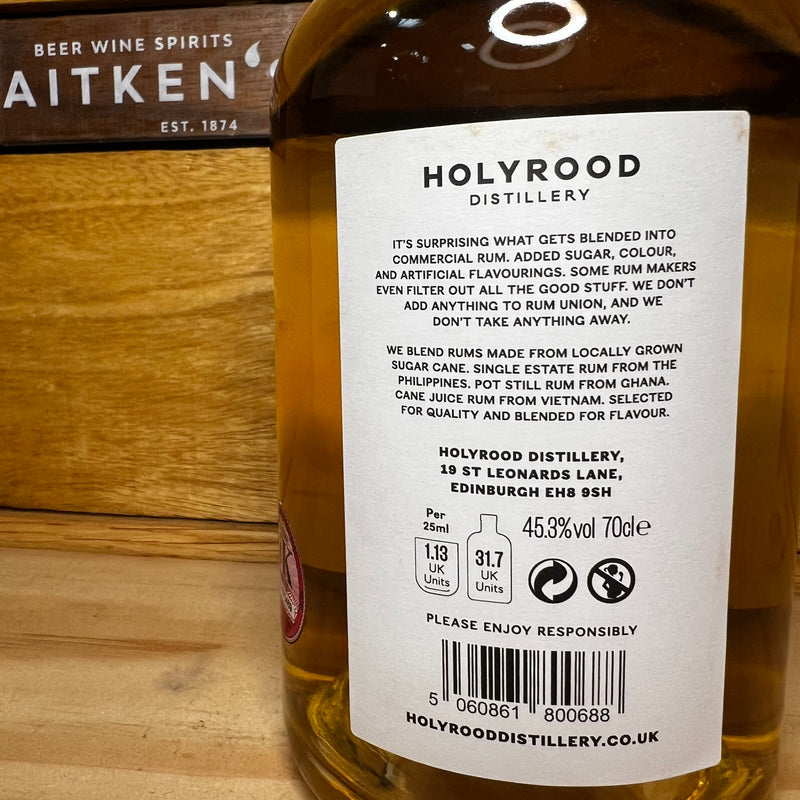 BEER WINE SPIRITS
AITKEN'
EST. 1874
HOLYROOD
DISTILLERY
IT'S SURPRISING WHAT GETS BLENDED INTO
COMMERCIAL RUM. ADDED SUGAR, COLOUR,
AND ARTIFICIAL FLAVOURINGS. SOME RUM MAKERS
EVEN FILTER OUT ALL THE GOOD STUFF. WE DON'T
ADD ANYTHING TO RUM UNION, AND WE
DON'T TAKE ANYTHING AWAY.
WE BLEND RUMS MADE FROM LOCALLY GROWN
SUGAR CANE. SINGLE ESTATE RUM FROM THE
PHILIPPINES. POT STILL RUM FROM GHANA.
CANE JUICE RUM FROM VIETNAM. SELECTED
FOR QUALITY AND BLENDED FOR FLAVOUR.
HOLYROOD DISTILLERY,
19 ST LEONARDS LANE,
EDINBURGH EH8 9SH
Per
25ml
1.13
UK
Units
31.7
UK
Units
45.3%vol 70cl℮
PLEASE ENJOY RESPONSIBLY
5 060861 800688
HOLYROODDISTILLERY.CO.UK